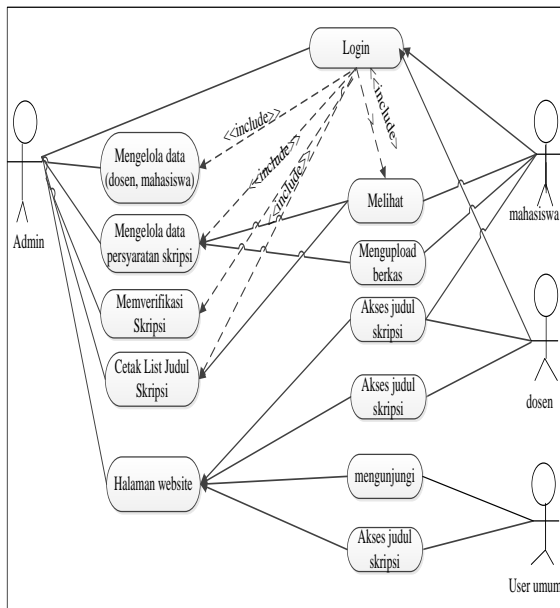 Login
<<include>>
<<include>>
<<include>>
<<include>>
Mengelola data
(dosen, mahasiswa)
Admin
Melihat
mahasiswa
Mengelola data
persyaratan skripsi
Mengupload
berkas
Memverifikasi
Skripsi
Akses judul
skripsi
Cetak List Judul
Skripsi
dosen
Akses judul
skripsi
Halaman website
mengunjungi
Akses judul
skripsi
User umum